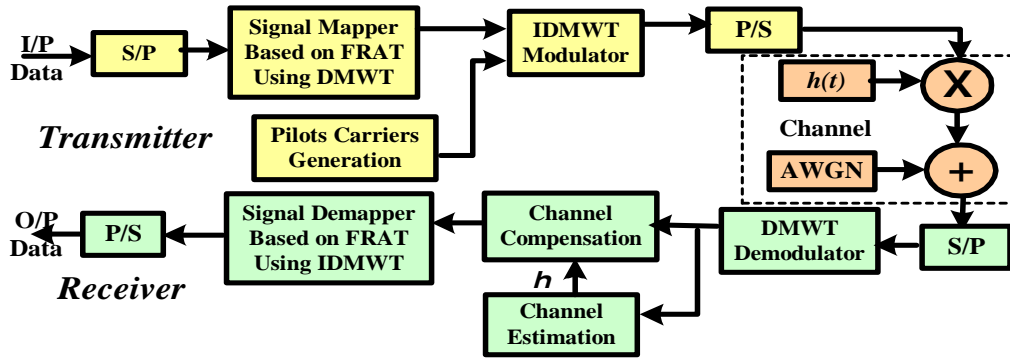 I/P
Data
S/P
Signal Mapper
Based on FRAT
Using DMWT
IDMWT
Modulator
P/S
h(t)
X
Channel
AWGN
+
Transmitter
Pilots Carriers
Generation
O/P
Data
P/S
Signal Demapper
Based on FRAT
Using IDMWT
Channel
Compensation
DMWT
Demodulator
S/P
Receiver
h
Channel
Estimation